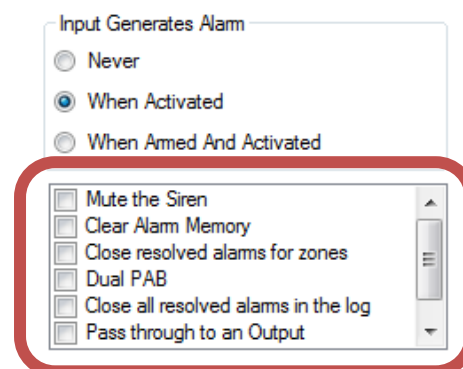 Input Generates Alarm
Never
When Activated
When Armed And Activated
Mute the Siren
Clear Alarm Memory
Close resolved alarms for zones
Dual PAB
Close all resolved alarms in the log
Pass through to an Output